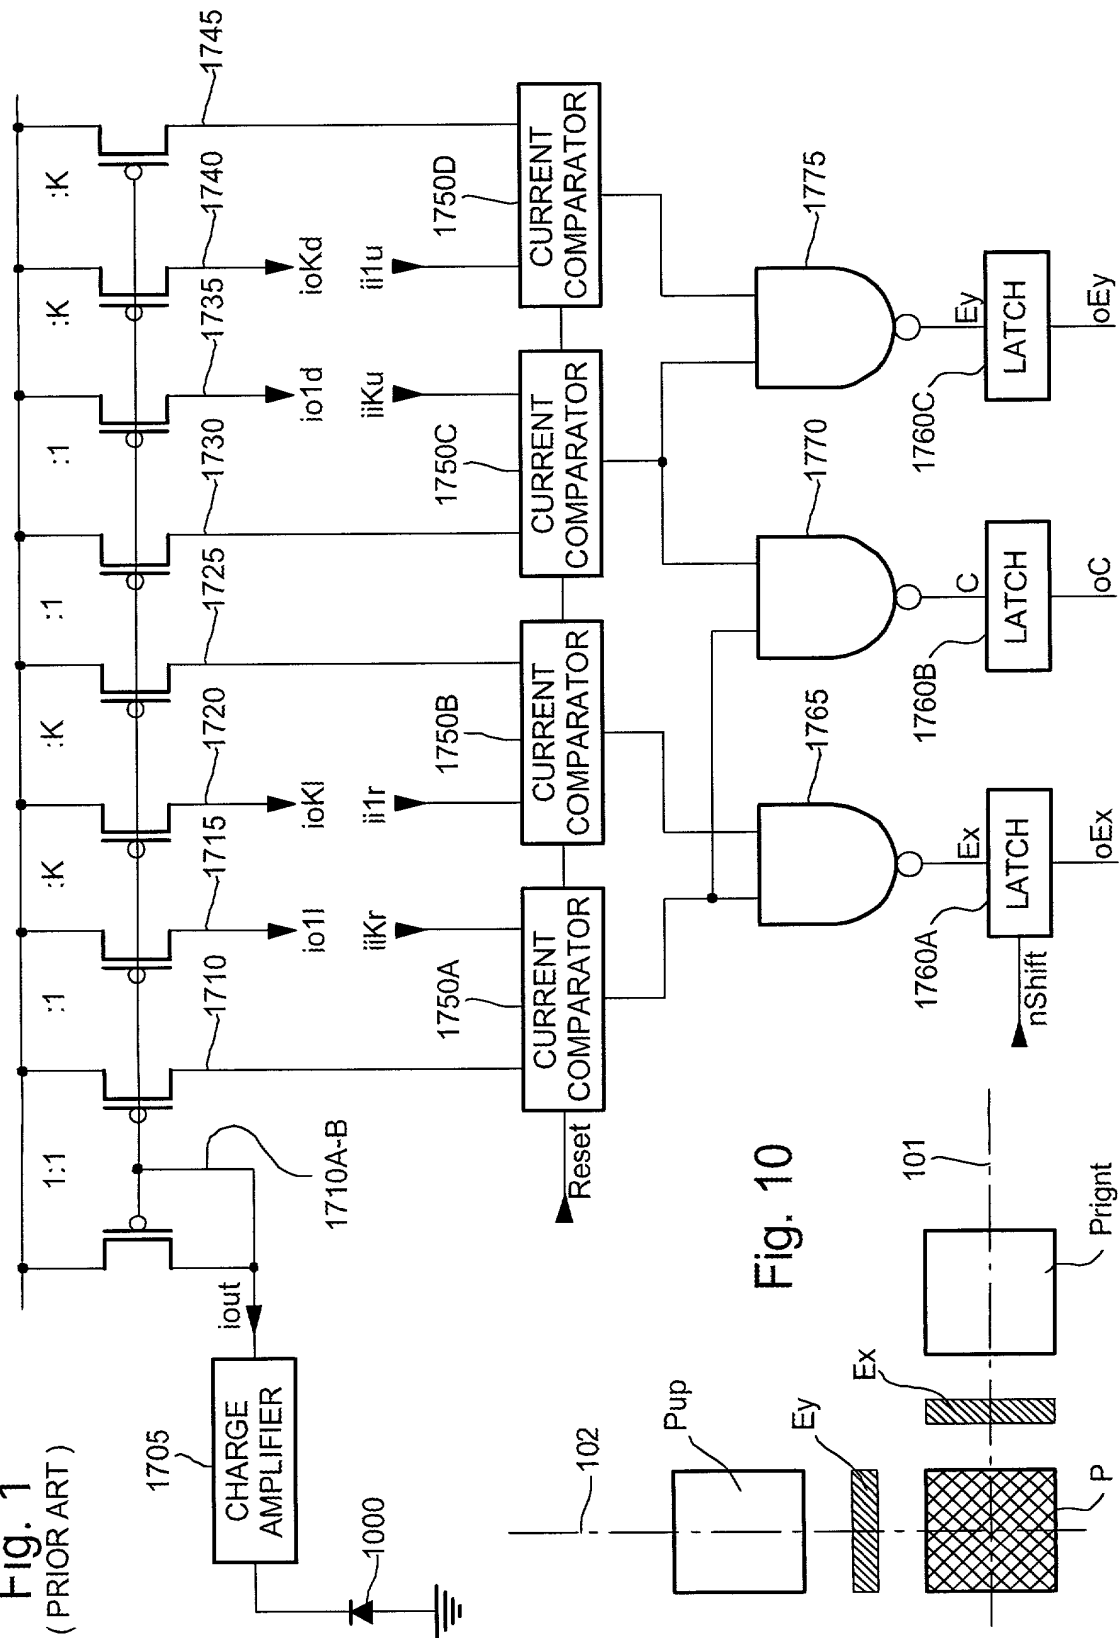 Fig. 1
( PRIOR ART )
1:1
:1
:K
:K
:1
:1
:K
:K
1710
1715
1720
1725
1730
1735
1740
1745
1710A-B
iout
io1l
ioKl
io1d
ioKd
iiKr
ii1r
iiKu
ii1u
1705
CHARGE
AMPLIFIER
1000
1750A
1750B
1750C
1750D
Reset
CURRENT
COMPARATOR
CURRENT
COMPARATOR
CURRENT
COMPARATOR
CURRENT
COMPARATOR
1765
1770
1775
Ex
C
Ey
1760A
1760B
1760C
nShift
LATCH
LATCH
LATCH
oEx
oC
oEy
Fig. 10
102
Pup
Ey
Ex
101
P
Prignt